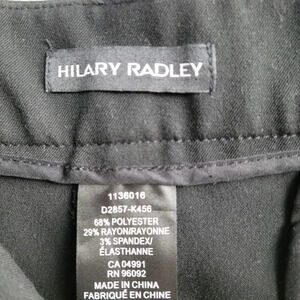 HILARY RADLEY
1136016
D2857-K456
68% POLYESTER
29% RAYON/RAYONNE
3% SPANDEX/
ÉLASTHANNE
CA 04991
RN 96092
MADE IN CHINA
FABRIQUÉ EN CHINE